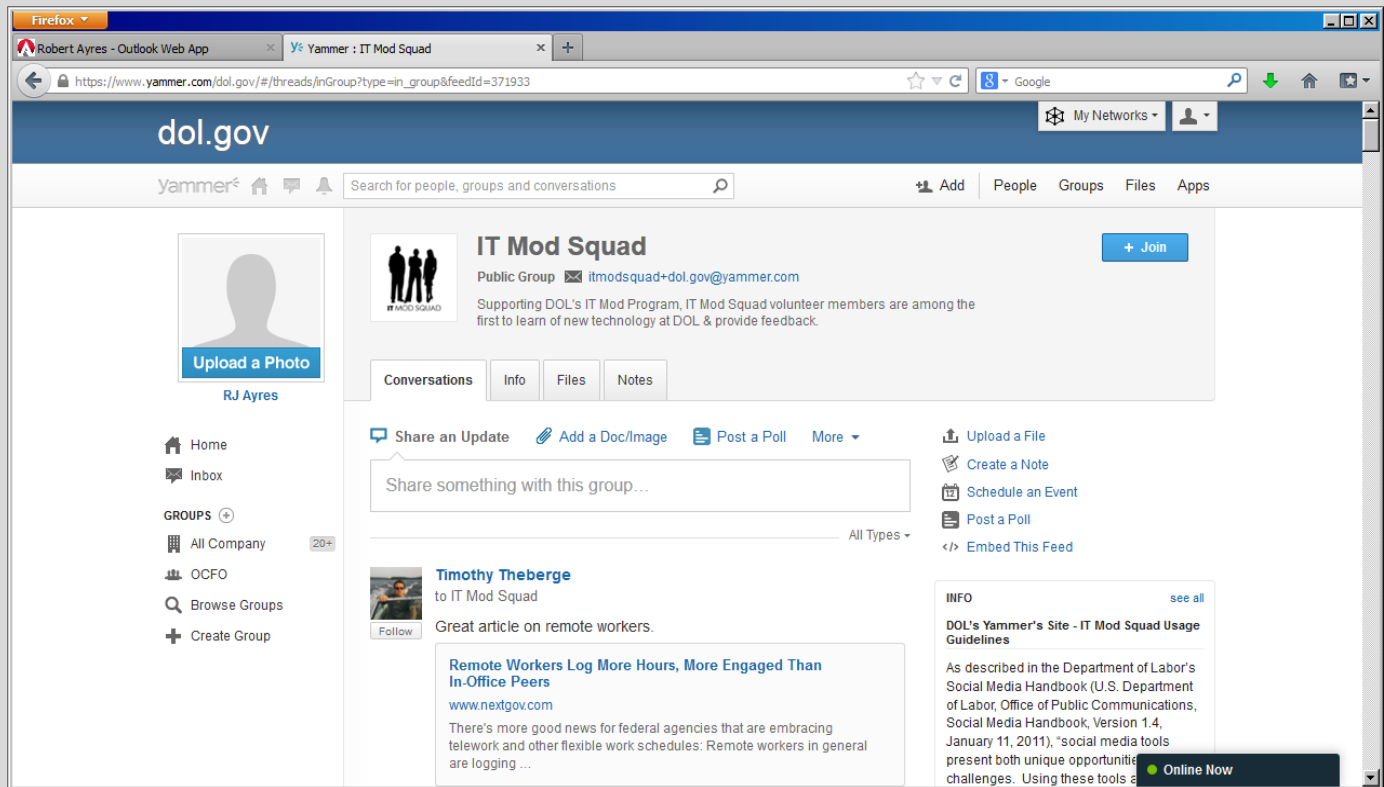 Firefox
Robert Ayres - Outlook Web App
Yammer : IT Mod Squad
https://www.yammer.com/dol.gov/#/threads/inGroup?type=in_group&feedId=371933
Google
dol.gov
My Networks
yammer
Search for people, groups and conversations
Add
People
Groups
Files
Apps
Upload a Photo
RJ Ayres
Home
Inbox
GROUPS
All Company 20+
OCFO
Browse Groups
Create Group
IT MOD SQUAD
IT Mod Squad
+ Join
Public Group itmodsquad+dol.gov@yammer.com
Supporting DOL's IT Mod Program, IT Mod Squad volunteer members are among the
first to learn of new technology at DOL & provide feedback.
Conversations
Info
Files
Notes
Share an Update
Add a Doc/Image
Post a Poll
More
Share something with this group…
All Types
Timothy Theberge
to IT Mod Squad
Follow
Great article on remote workers.
Remote Workers Log More Hours, More Engaged Than
In-Office Peers
www.nextgov.com
There's more good news for federal agencies that are embracing
telework and other flexible work schedules: Remote workers in general
are logging ...
Upload a File
Create a Note
12
Schedule an Event
Post a Poll
</> Embed This Feed
INFO
see all
DOL's Yammer's Site - IT Mod Squad Usage
Guidelines
As described in the Department of Labor's
Social Media Handbook (U.S. Department
of Labor, Office of Public Communications,
Social Media Handbook, Version 1.4,
January 11, 2011), “social media tools
present both unique
challenges. Using these tools
Online Now